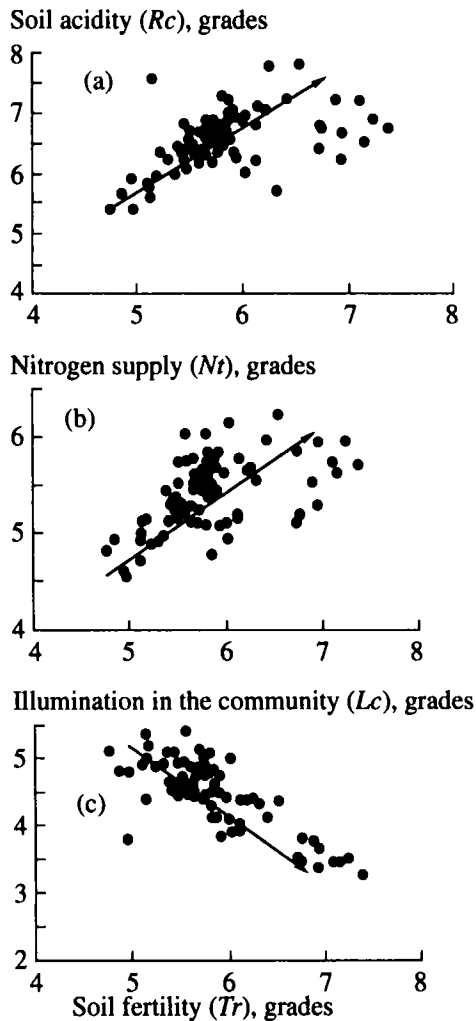 Soil acidity (Rc), grades
8
(a)
7
6
5
4
4 5 6 7 8
Nitrogen supply (Nt), grades
(b)
6
5
4
4 5 6 7 8
Illumination in the community (Lc), grades
5
4
(c)
3
2
4 5 6 7 8
Soil fertility (Tr), grades